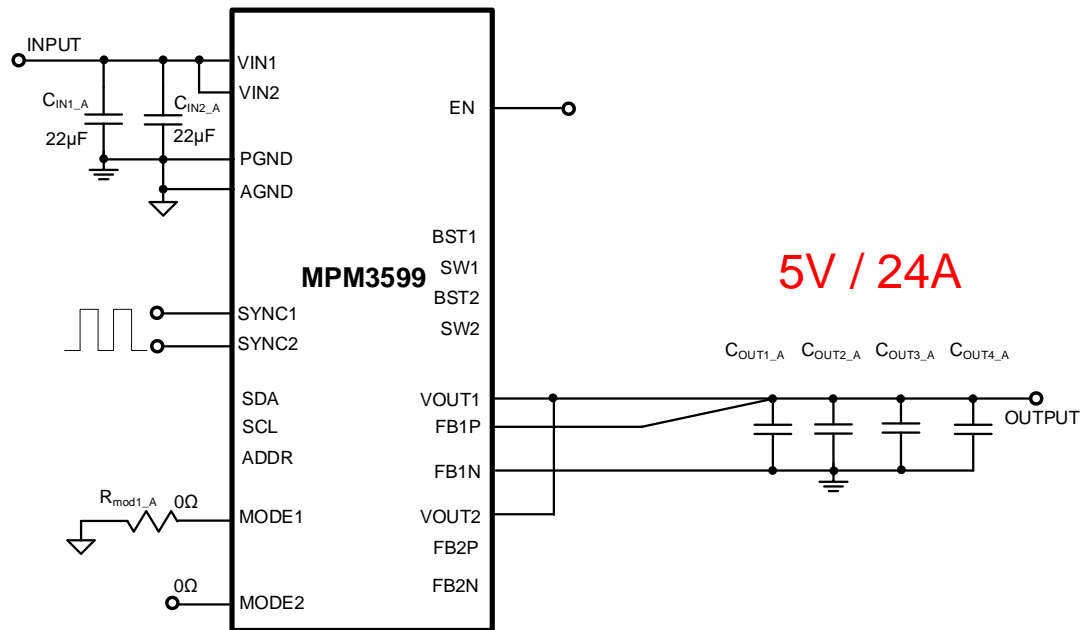 INPUT
CIN1_A
22µF
CIN2_A
22µF
VIN1
VIN2
PGND
AGND
EN
BST1
SW1
BST2
SW2
MPM3599
5V / 24A
SYNC1
SYNC2
SDA
SCL
ADDR
VOUT1
FB1P
FB1N
VOUT2
FB2P
FB2N
COUT1_A
COUT2_A
COUT3_A
COUT4_A
OUTPUT
Rmod1_A
0Ω
MODE1
0Ω
MODE2